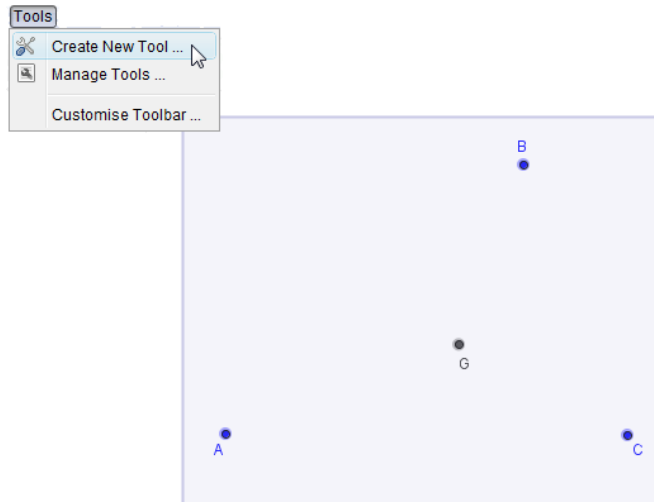 Tools
Create New Tool ...
Manage Tools ...
Customise Toolbar ...
B
G
A
C